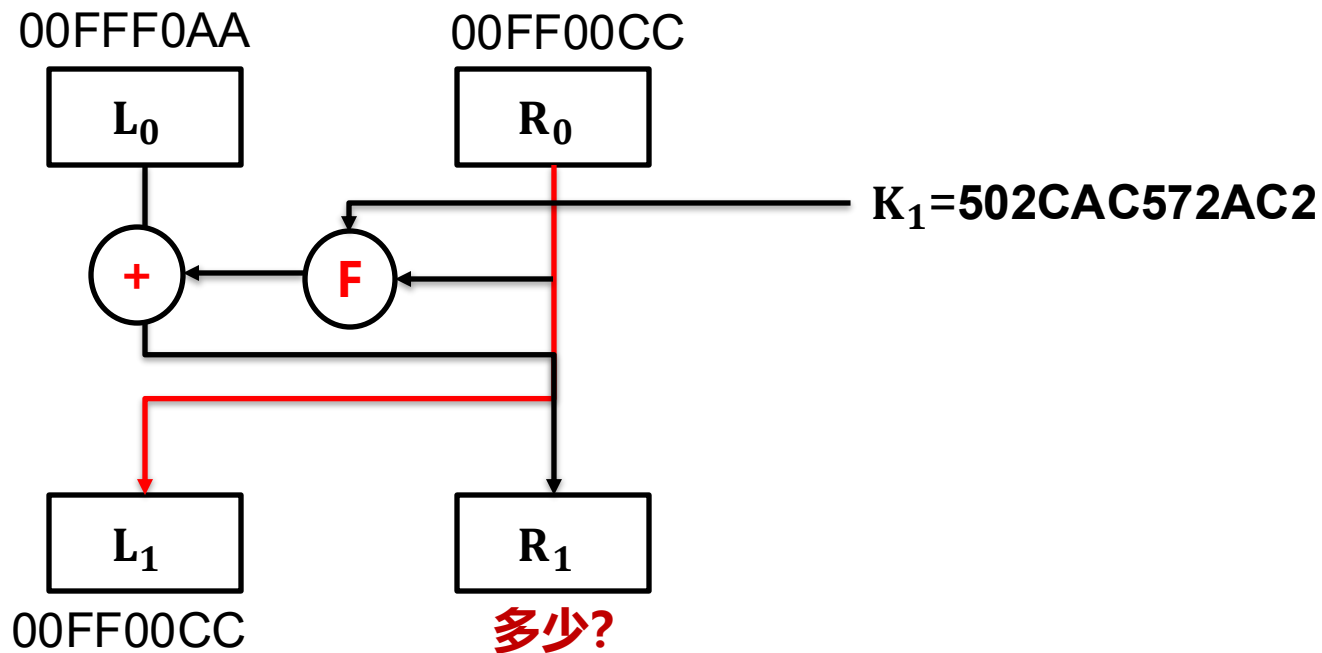 00FFF0AA 00FF00CC
L₀ R₀
K₁=502CAC572AC2
+ F
L₁ R₁
00FF00CC 多少?